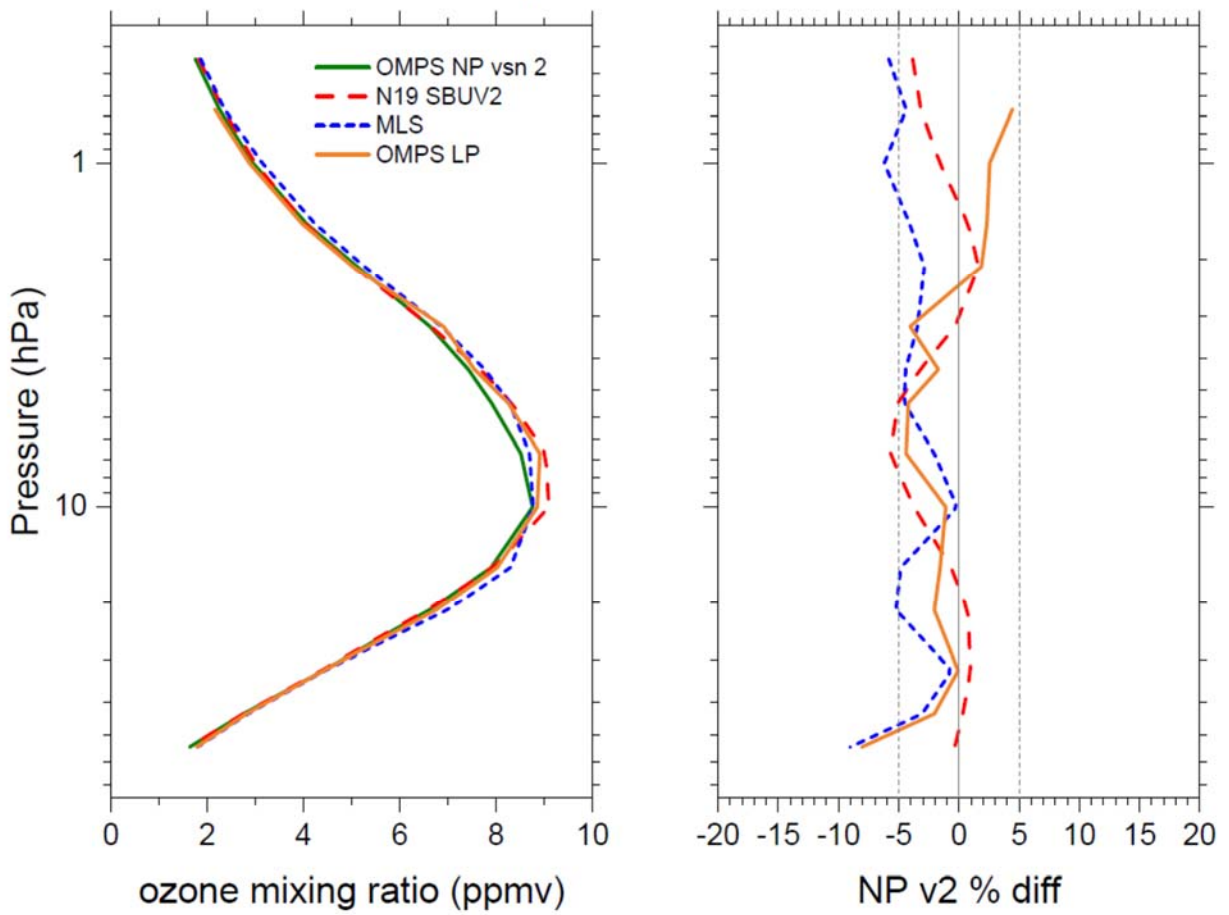 OMPS NP vsn 2
N19 SBUV2
MLS
OMPS LP
1
10
Pressure (hPa)
0 2 4 6 8 10
ozone mixing ratio (ppmv)
-20 -15 -10 -5 0 5 10 15 20
NP v2 % diff